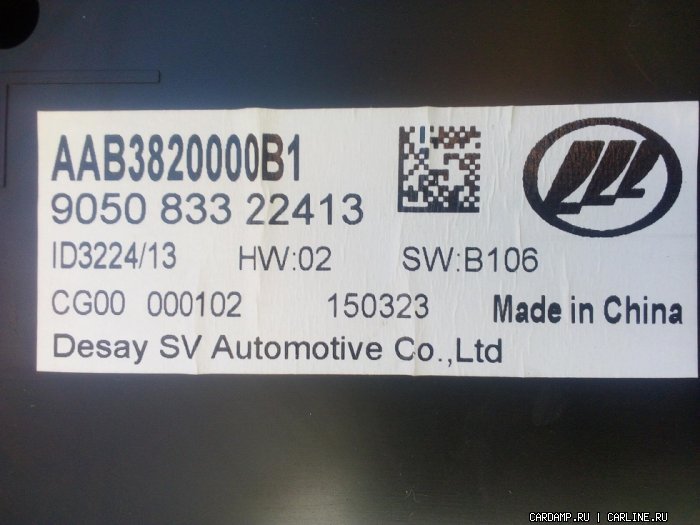 AAB3820000B1
9050 833 22413
ID3224/13 HW:02 SW:B106
CG00 000102 150323 Made in China
Desay SV Automotive Co.,Ltd
CARDAMP.RU | CARLINE.RU